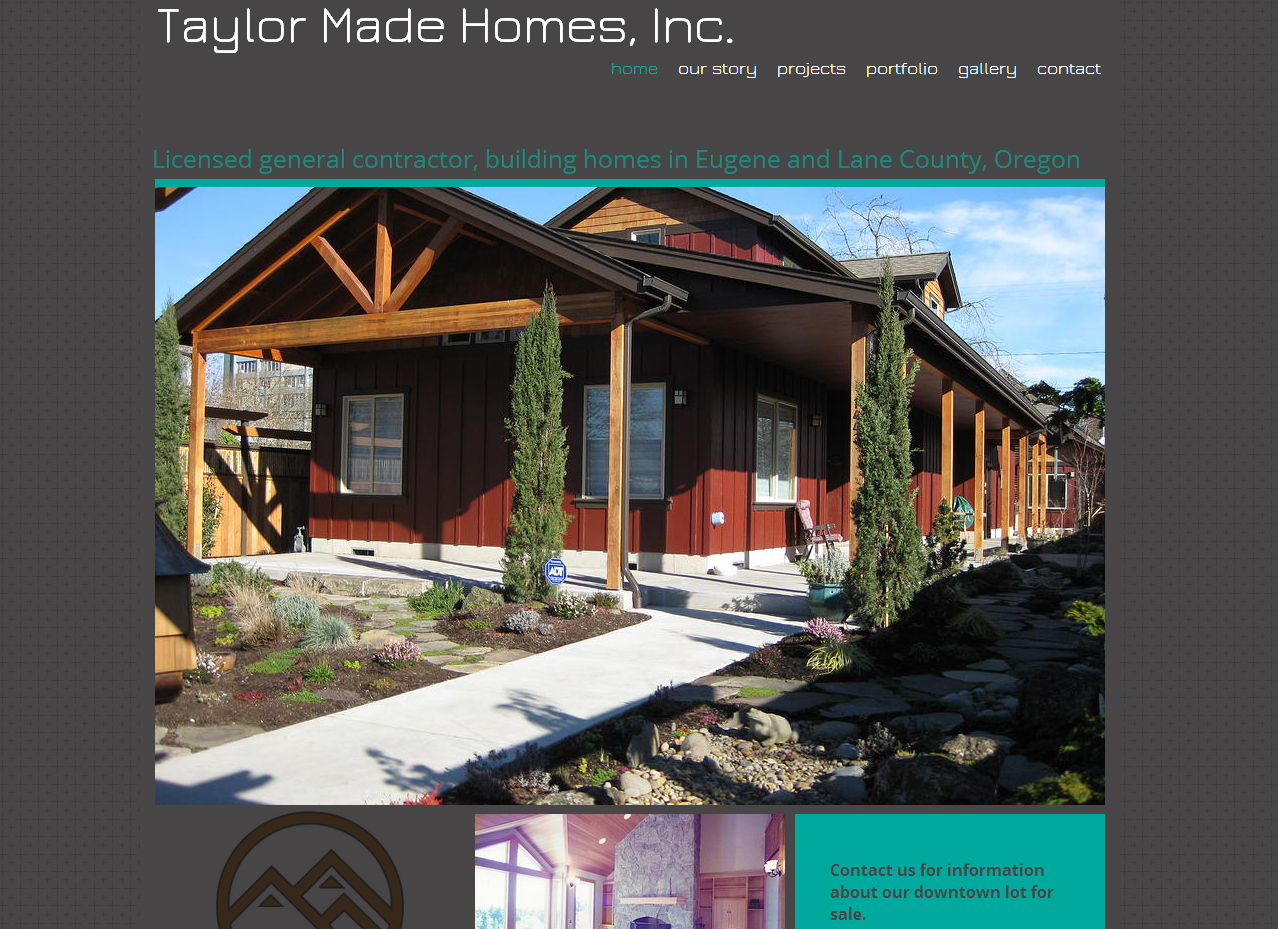 Taylor Made Homes, Inc.
home our story projects portfolio gallery contact
Licensed general contractor, building homes in Eugene and Lane County, Oregon
ADT
Contact us for information
about our downtown lot for
sale.